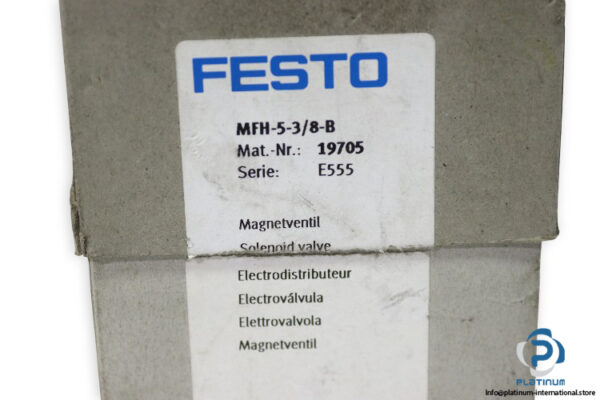 FESTO
MFH-5-3/8-B
Mat.-Nr.: 19705
Serie: E555
Magnetventil
Solenoid valve
Electrodistributeur
Electroválvula
Elettrovalvola
Magnetventil
PLATINUM
Info@platinum-international.store